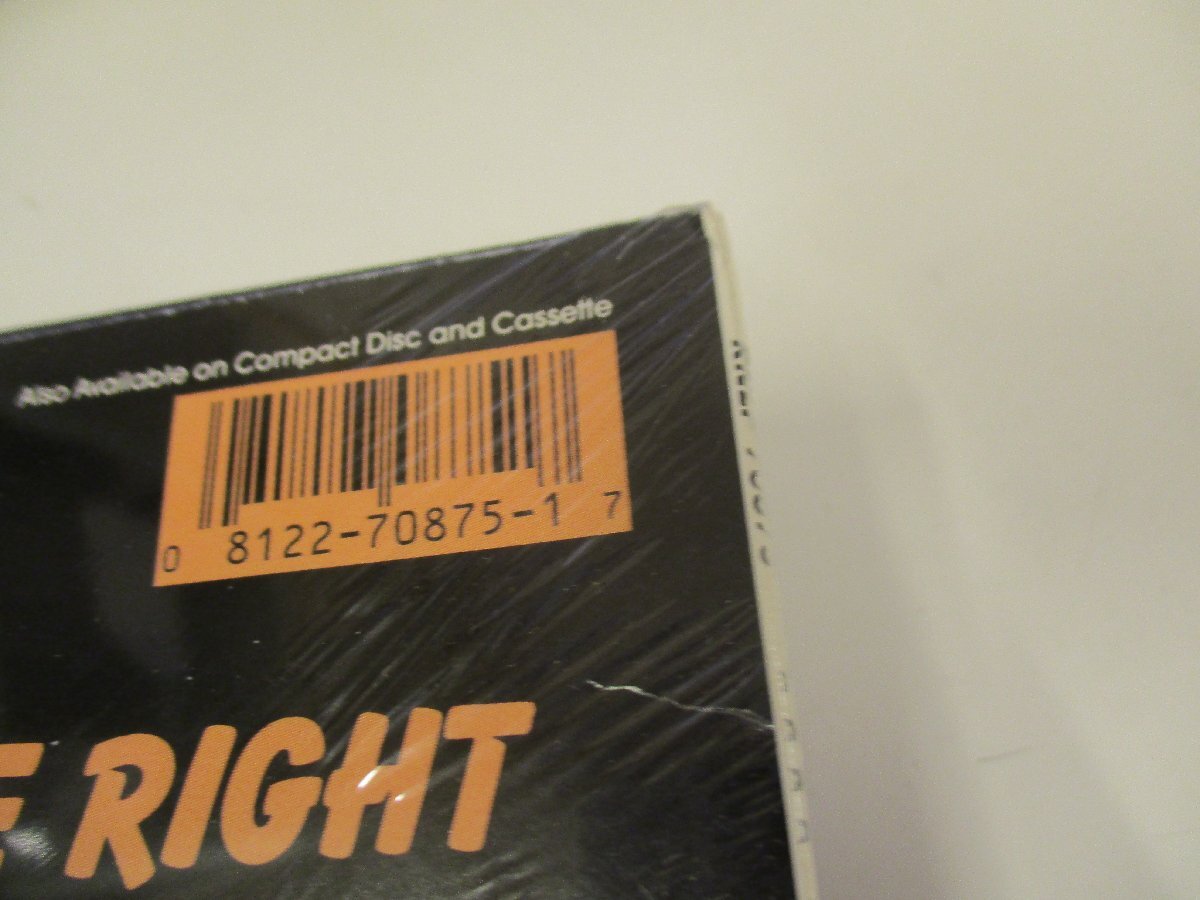 Also Available on Compact Disc and Cassette
0 8122-70875-1 7
RIGHT